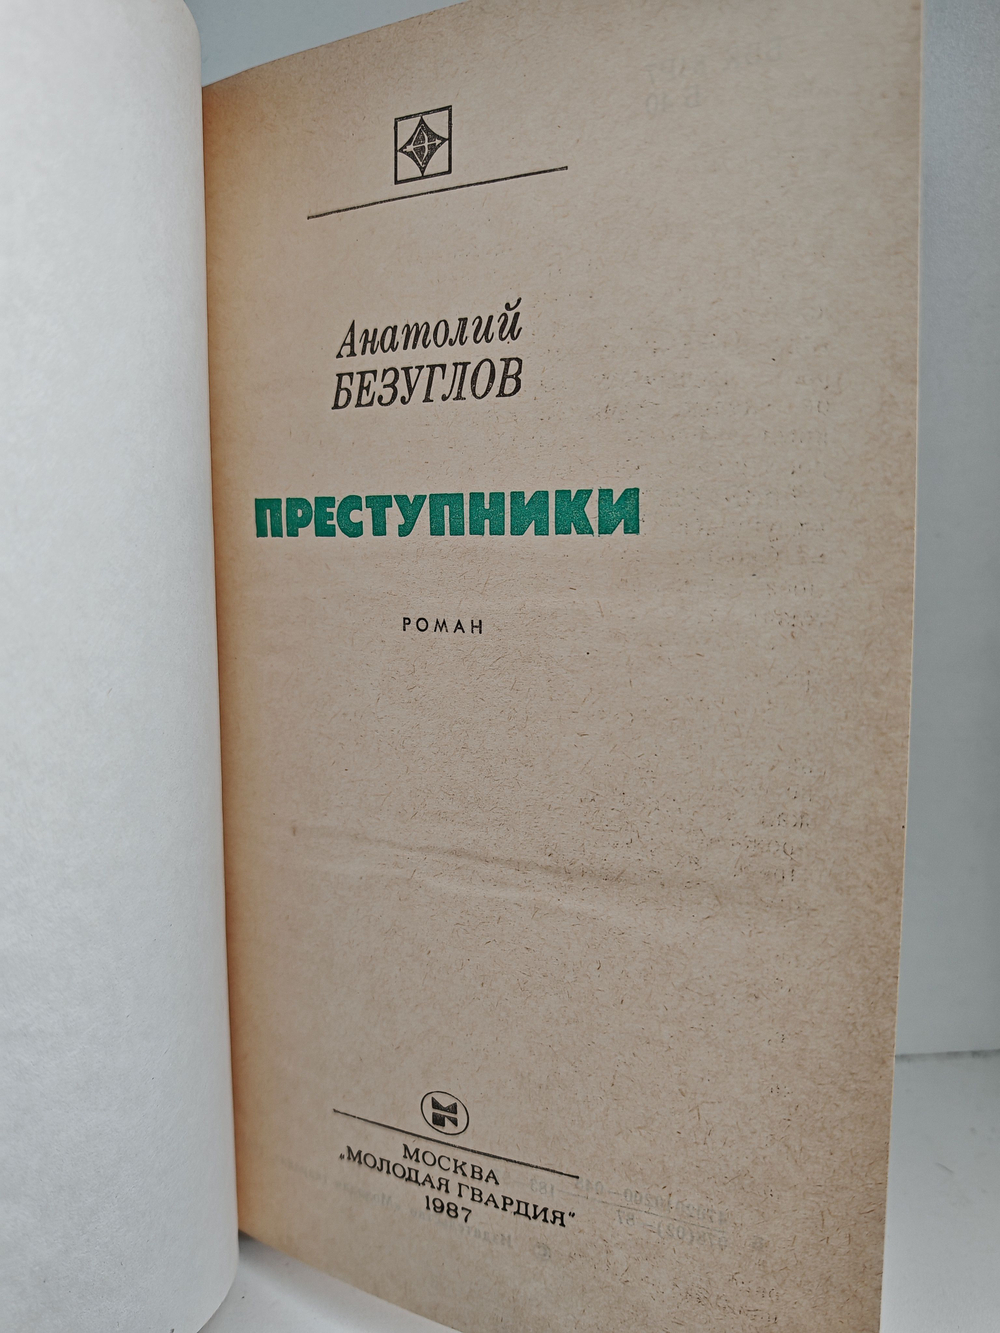 Анатолий
БЕЗУГЛОВ
ПРЕСТУПНИКИ
РОМАН
МОСКВА
„МОЛОДАЯ ГВАРДИЯ“
1987